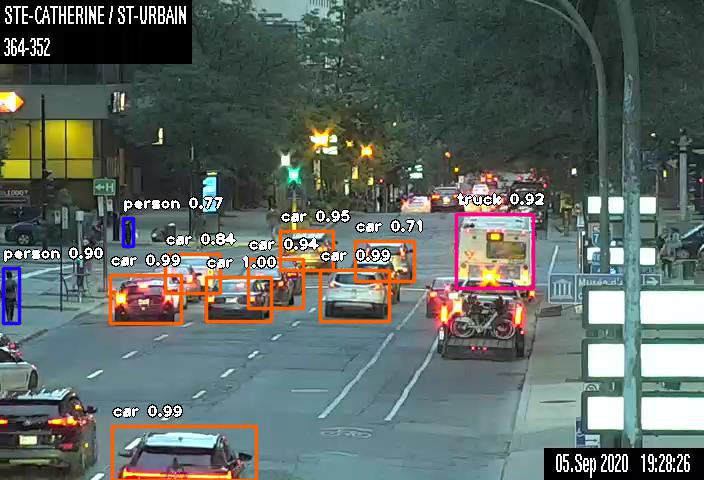 STE-CATHERINE / ST-URBAIN
364-352
person 0.77
truck 0.92
car 0.95
car 0.71
car 0.84
car 0.94
person 0.90
car 0.99
car 1.00
car 0.99
H
Musée d'a
car 0.99
05.Sep 2020 19:28:26